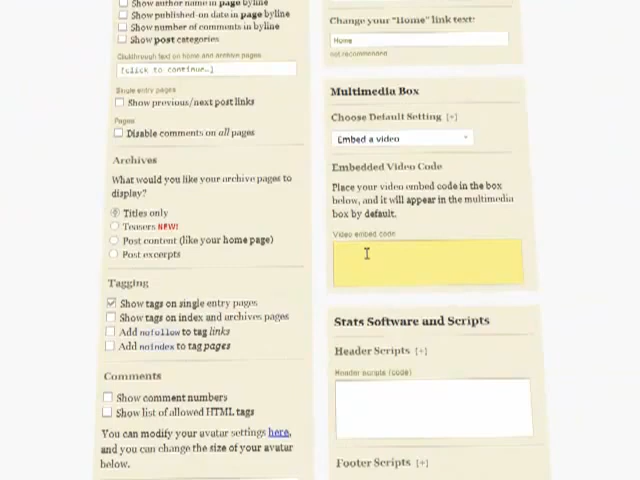 Show author name in page byline
Show published-on date in page byline
Show number of comments in byline
Show post categories
Clickthrough text on home and archive pages
[click to continue…]
Single entry pages
Show previous/next post links
Pages
Disable comments on all pages
Archives
What would you like your archive pages to
display?
Titles only
Teasers NEW!
Post content (like your home page)
Post excerpts
Tagging
Show tags on single entry pages
Show tags on index and archives pages
Add nofollow to tag links
Add noindex to tag pages
Comments
Show comment numbers
Show list of allowed HTML tags
You can modify your avatar settings here,
and you can change the size of your avatar
below.
Change your "Home" link text:
Home
not recommended
Multimedia Box
Choose Default Setting [+]
Embed a video
Embedded Video Code
Place your video embed code in the box
below, and it will appear in the multimedia
box by default.
Video embed code
Stats Software and Scripts
Header Scripts [+]
Header scripts (code)
Footer Scripts [+]